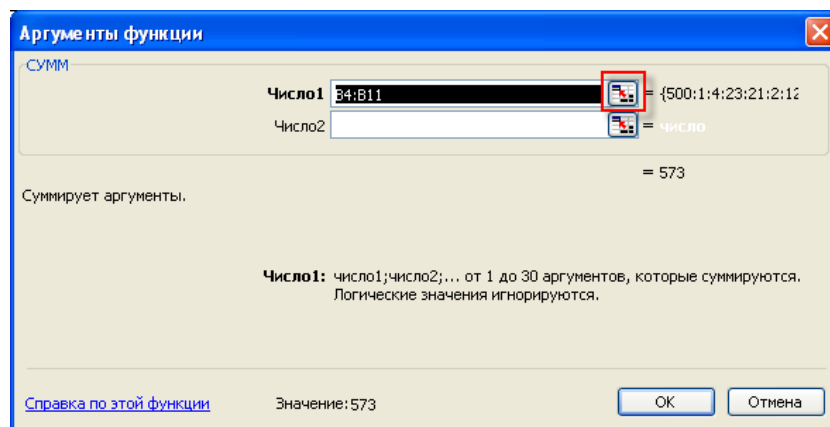 Аргументы функции
СУММ
Число1 B4:B11 = {500:1:4:23:21:2:12
Число2 = число
= 573
Суммирует аргументы.
Число1: число1;число2;... от 1 до 30 аргументов, которые суммируются.
Логические значения игнорируются.
Справка по этой функции Значение:573 ОК Отмена